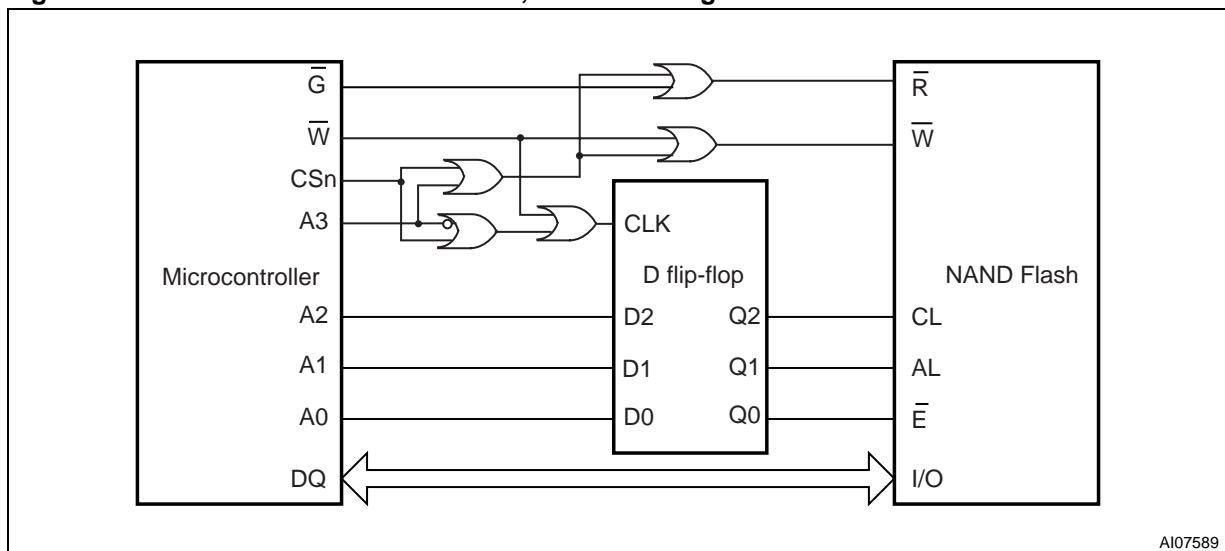 G̅
W̅
CSn
A3
Microcontroller
A2
A1
A0
DQ
CLK
D flip-flop
D2 Q2
D1 Q1
D0 Q0
R̅
W̅
NAND Flash
CL
AL
E̅
I/O
AI07589